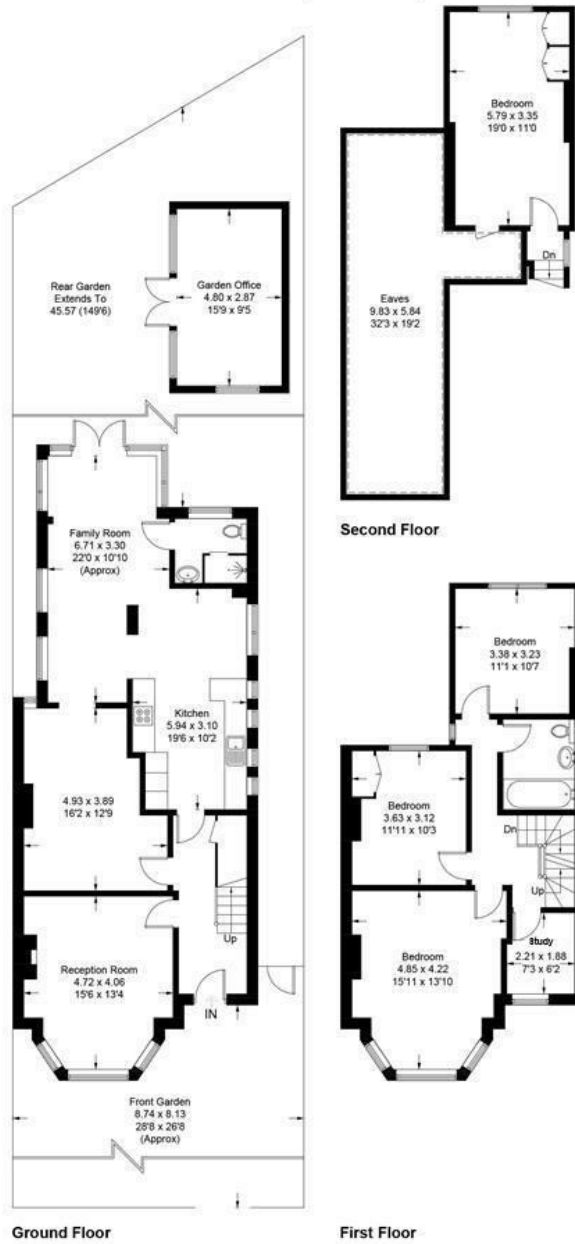 Bedroom
5.79 x 3.35
19'0 x 11'0
Dn
Eaves
9.83 x 5.84
32'3 x 19'2
Second Floor
Rear Garden
Extends To
45.57 (149'6)
Garden Office
4.80 x 2.87
15'9 x 9'5
Family Room
6.71 x 3.30
22'0 x 10'10
(Approx)
Kitchen
5.94 x 3.10
19'6 x 10'2
4.93 x 3.89
16'2 x 12'9
Up
Reception Room
4.72 x 4.06
15'6 x 13'4
IN
Front Garden
8.74 x 8.13
28'8 x 26'8
(Approx)
Ground Floor
Bedroom
3.38 x 3.23
11'1 x 10'7
Bedroom
3.63 x 3.12
11'11 x 10'3
Dn
Up
Study
2.21 x 1.88
7'3 x 6'2
Bedroom
4.85 x 4.22
15'11 x 13'10
First Floor